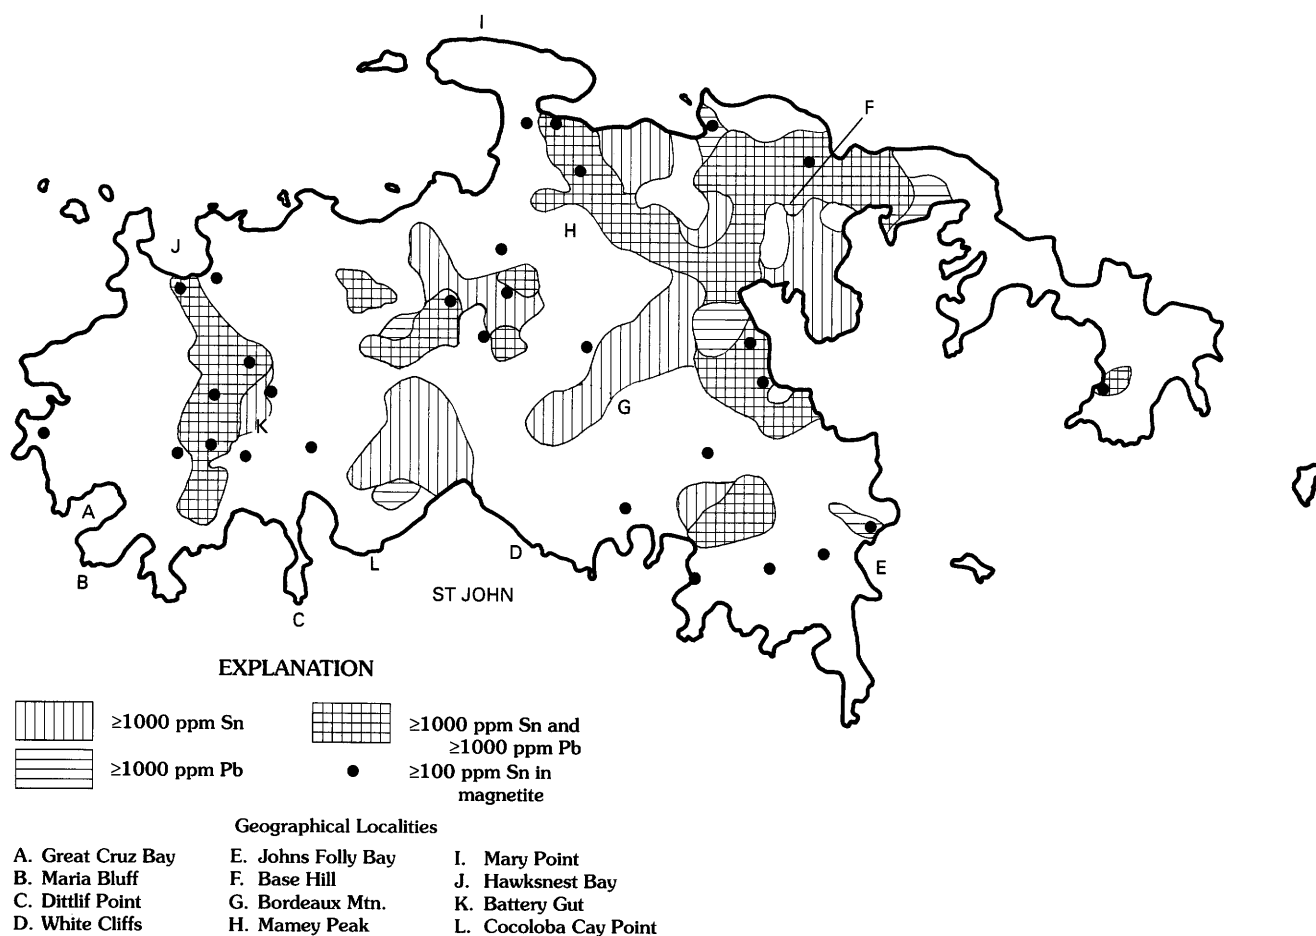 I
F
H
J
G
K
A
B
L
D
C
E
ST JOHN
EXPLANATION
≥1000 ppm Sn
≥1000 ppm Pb
≥1000 ppm Sn and
≥1000 ppm Pb
≥100 ppm Sn in
magnetite
Geographical Localities
A. Great Cruz Bay
B. Maria Bluff
C. Dittlif Point
D. White Cliffs
E. Johns Folly Bay
F. Base Hill
G. Bordeaux Mtn.
H. Mamey Peak
I. Mary Point
J. Hawksnest Bay
K. Battery Gut
L. Cocoloba Cay Point